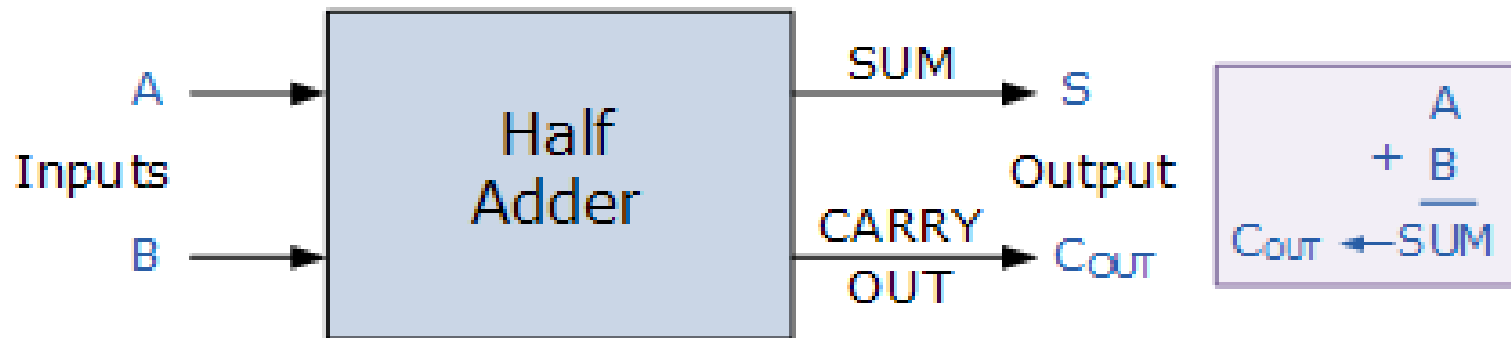 A
Inputs
B
Half
Adder
SUM
S
Output
CARRY
OUT
COUT
A
+ B
COUT SUM